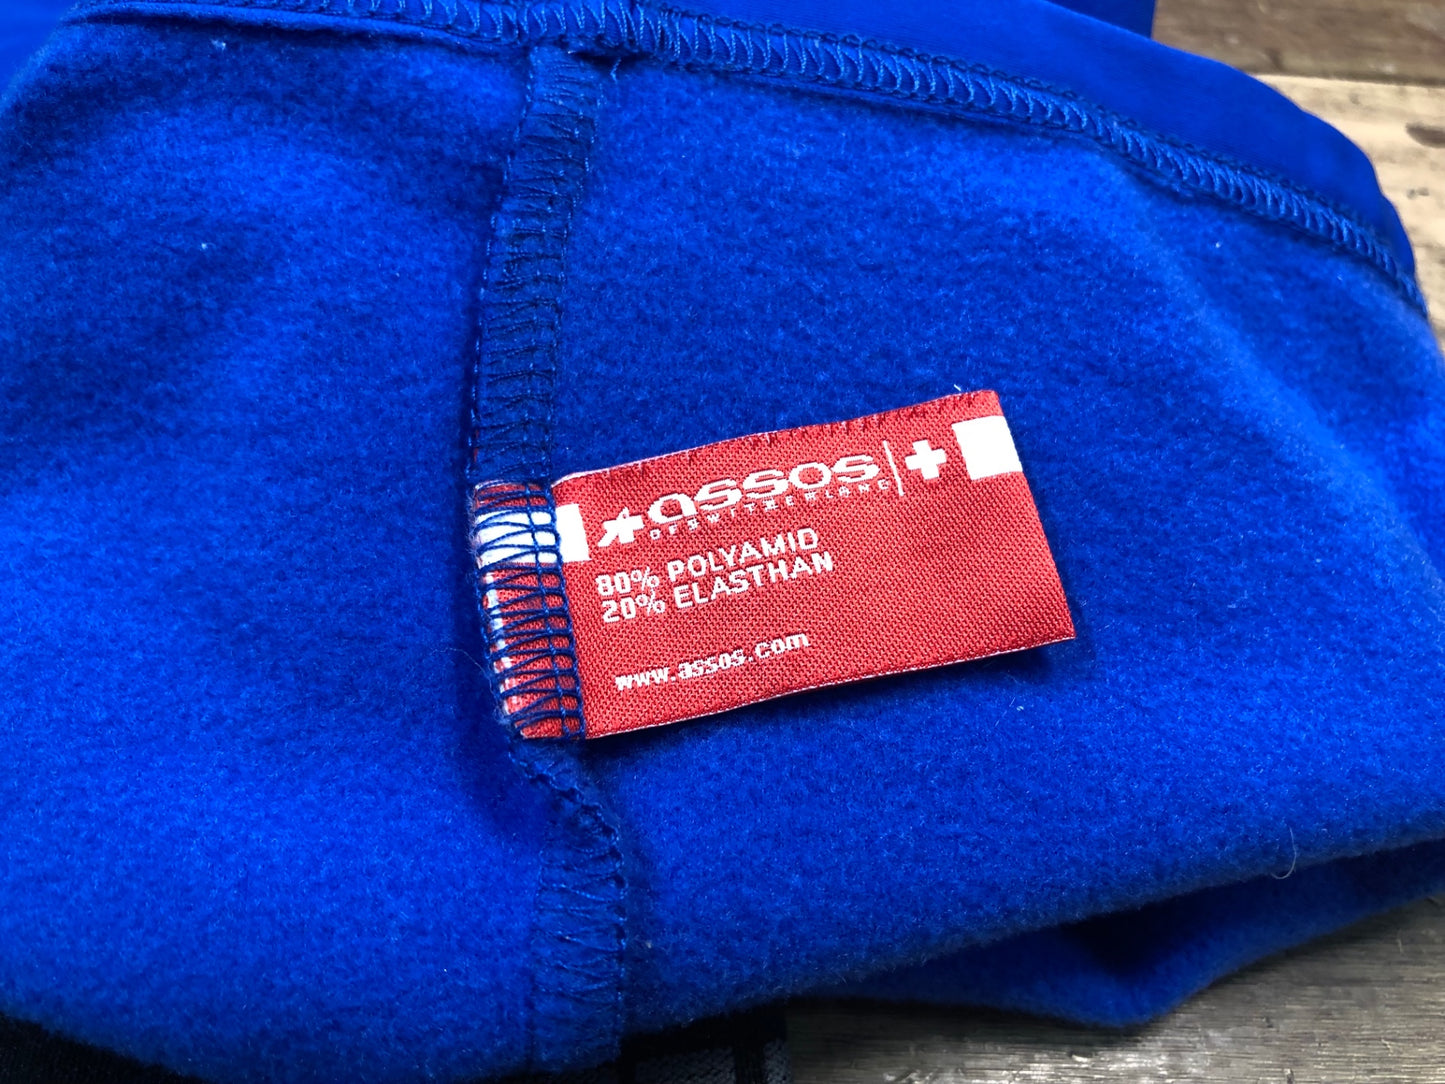 assos
OF SWITZERLAND
80% POLYAMID
20% ELASTHAN
www.assos.com